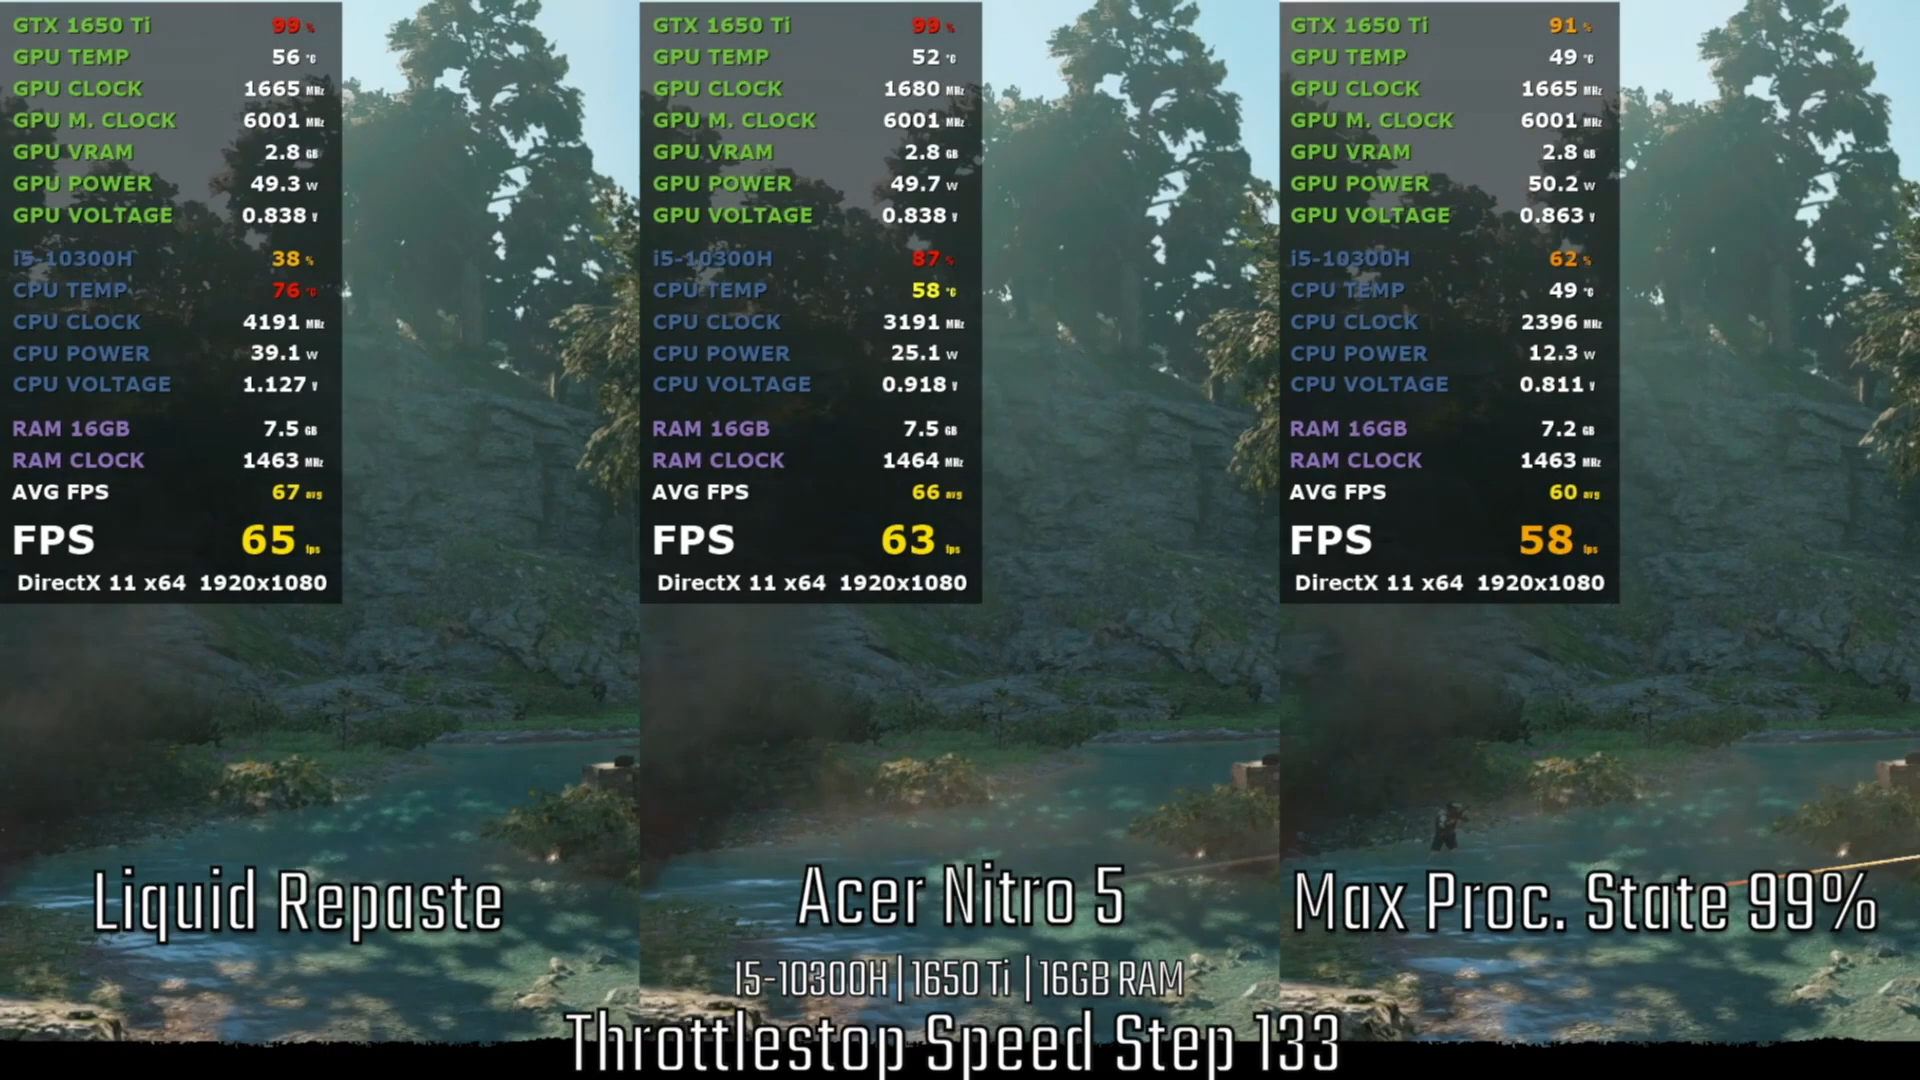 GTX 1650 Ti 99 %
GPU TEMP 56 °C
GPU CLOCK 1665 MHz
GPU M. CLOCK 6001 MHz
GPU VRAM 2.8 GB
GPU POWER 49.3 W
GPU VOLTAGE 0.838 V
i5-10300H 38 %
CPU TEMP 76 °C
CPU CLOCK 4191 MHz
CPU POWER 39.1 W
CPU VOLTAGE 1.127 V
RAM 16GB 7.5 GB
RAM CLOCK 1463 MHz
AVG FPS 67 avg
FPS 65 fps
DirectX 11 x64 1920x1080
GTX 1650 Ti 99 %
GPU TEMP 52 °C
GPU CLOCK 1680 MHz
GPU M. CLOCK 6001 MHz
GPU VRAM 2.8 GB
GPU POWER 49.7 W
GPU VOLTAGE 0.838 V
i5-10300H 87 %
CPU TEMP 58 °C
CPU CLOCK 3191 MHz
CPU POWER 25.1 W
CPU VOLTAGE 0.918 V
RAM 16GB 7.5 GB
RAM CLOCK 1464 MHz
AVG FPS 66 avg
FPS 63 fps
DirectX 11 x64 1920x1080
GTX 1650 Ti 91 %
GPU TEMP 49 °C
GPU CLOCK 1665 MHz
GPU M. CLOCK 6001 MHz
GPU VRAM 2.8 GB
GPU POWER 50.2 W
GPU VOLTAGE 0.863 V
i5-10300H 62 %
CPU TEMP 49 °C
CPU CLOCK 2396 MHz
CPU POWER 12.3 W
CPU VOLTAGE 0.811 V
RAM 16GB 7.2 GB
RAM CLOCK 1463 MHz
AVG FPS 60 avg
FPS 58 fps
DirectX 11 x64 1920x1080
Liquid Repaste
Acer Nitro 5
Max Proc. State 99%
I5-10300H | 1650 Ti | 16GB RAM
Throttlestop Speed Step 133